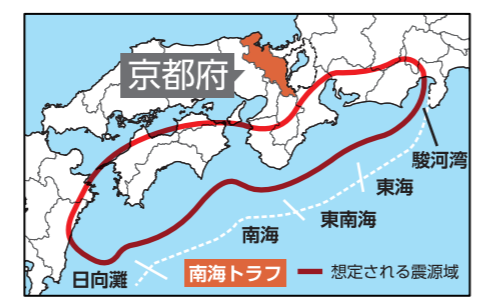 京都府
駿河湾
東海
東南海
南海
日向灘
南海トラフ
想定される震源域